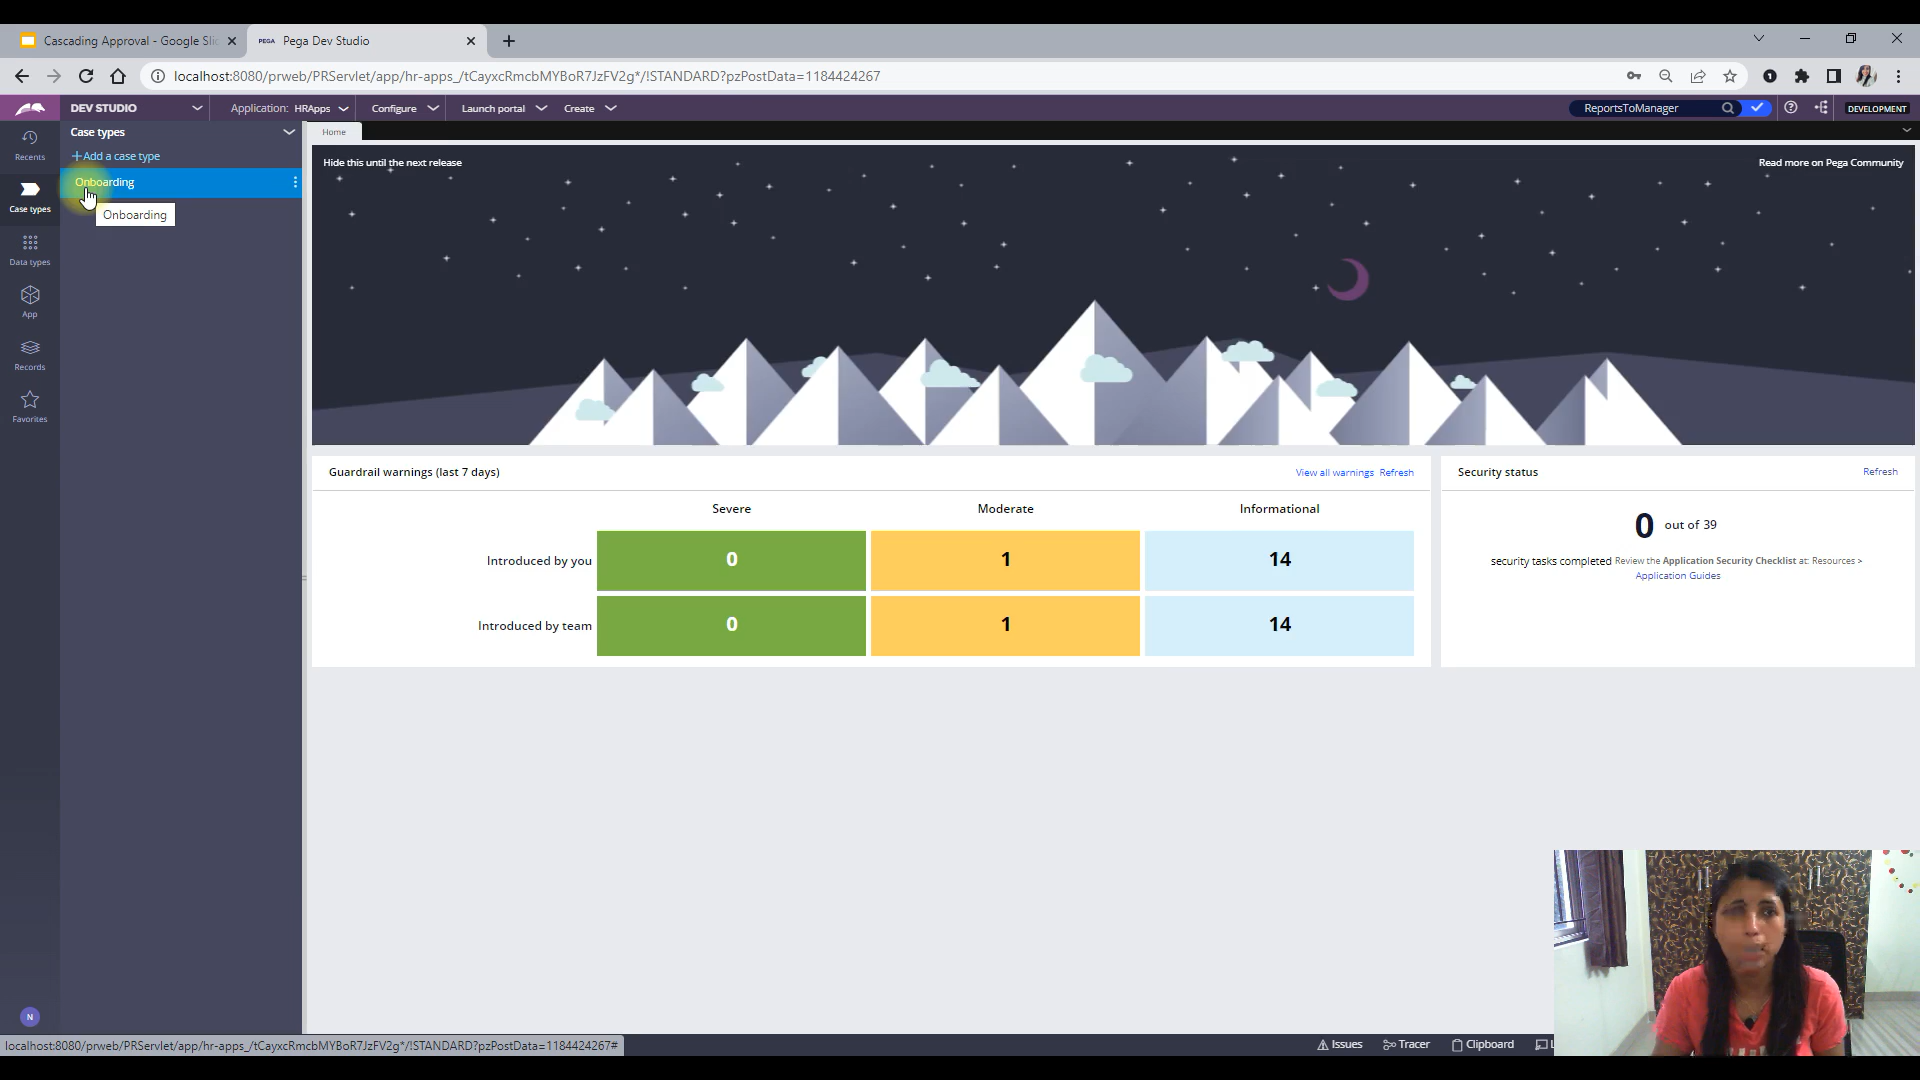 Cascading Approval - Google Slic
PEGA Pega Dev Studio
localhost:8080/prweb/PRServlet/app/hr-apps_/tCayxcRmcbMYBoR7JzFV2g*/!STANDARD?pzPostData=1184424267
DEV STUDIO
Application: HRApps
Configure
Launch portal
Create
ReportsToManager
DEVELOPMENT
Recents
Case types
Data types
App
Records
Favorites
N
Case types
+Add a case type
Onboarding
Onboarding
Home
Hide this until the next release
Read more on Pega Community
Guardrail warnings (last 7 days)
View all warnings Refresh
Severe Moderate Informational
Introduced by you 0 1 14
Introduced by team 0 1 14
Security status
Refresh
0 out of 39
security tasks completed Review the Application Security Checklist at: Resources >
Application Guides
localhost:8080/prweb/PRServlet/app/hr-apps_/tCayxcRmcbMYBoR7JzFV2g*/!STANDARD?pzPostData=1184424267#
Issues
Tracer
Clipboard
L